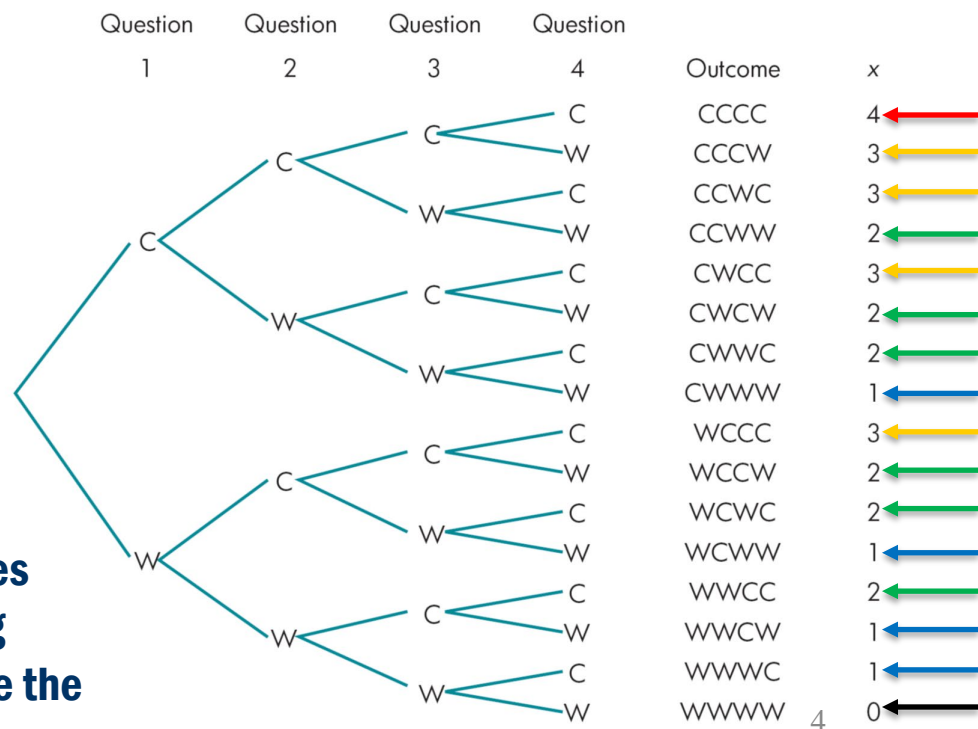 Question Question Question Question
1 2 3 4 Outcome x
C CCCC 4
C
W CCCW 3
C
C CCWC 3
W
W CCWW 2
C
C CWCC 3
C
W CWCW 2
W
C CWWC 2
W
W CWWW 1
C WCCC 3
C
W WCCW 2
C
C WCWC 2
W
W WCWW 1
W
C WWCC 2
C
W WWCW 1
W
C WWWC 1
W
W WWWW 4 0
es
g
e the